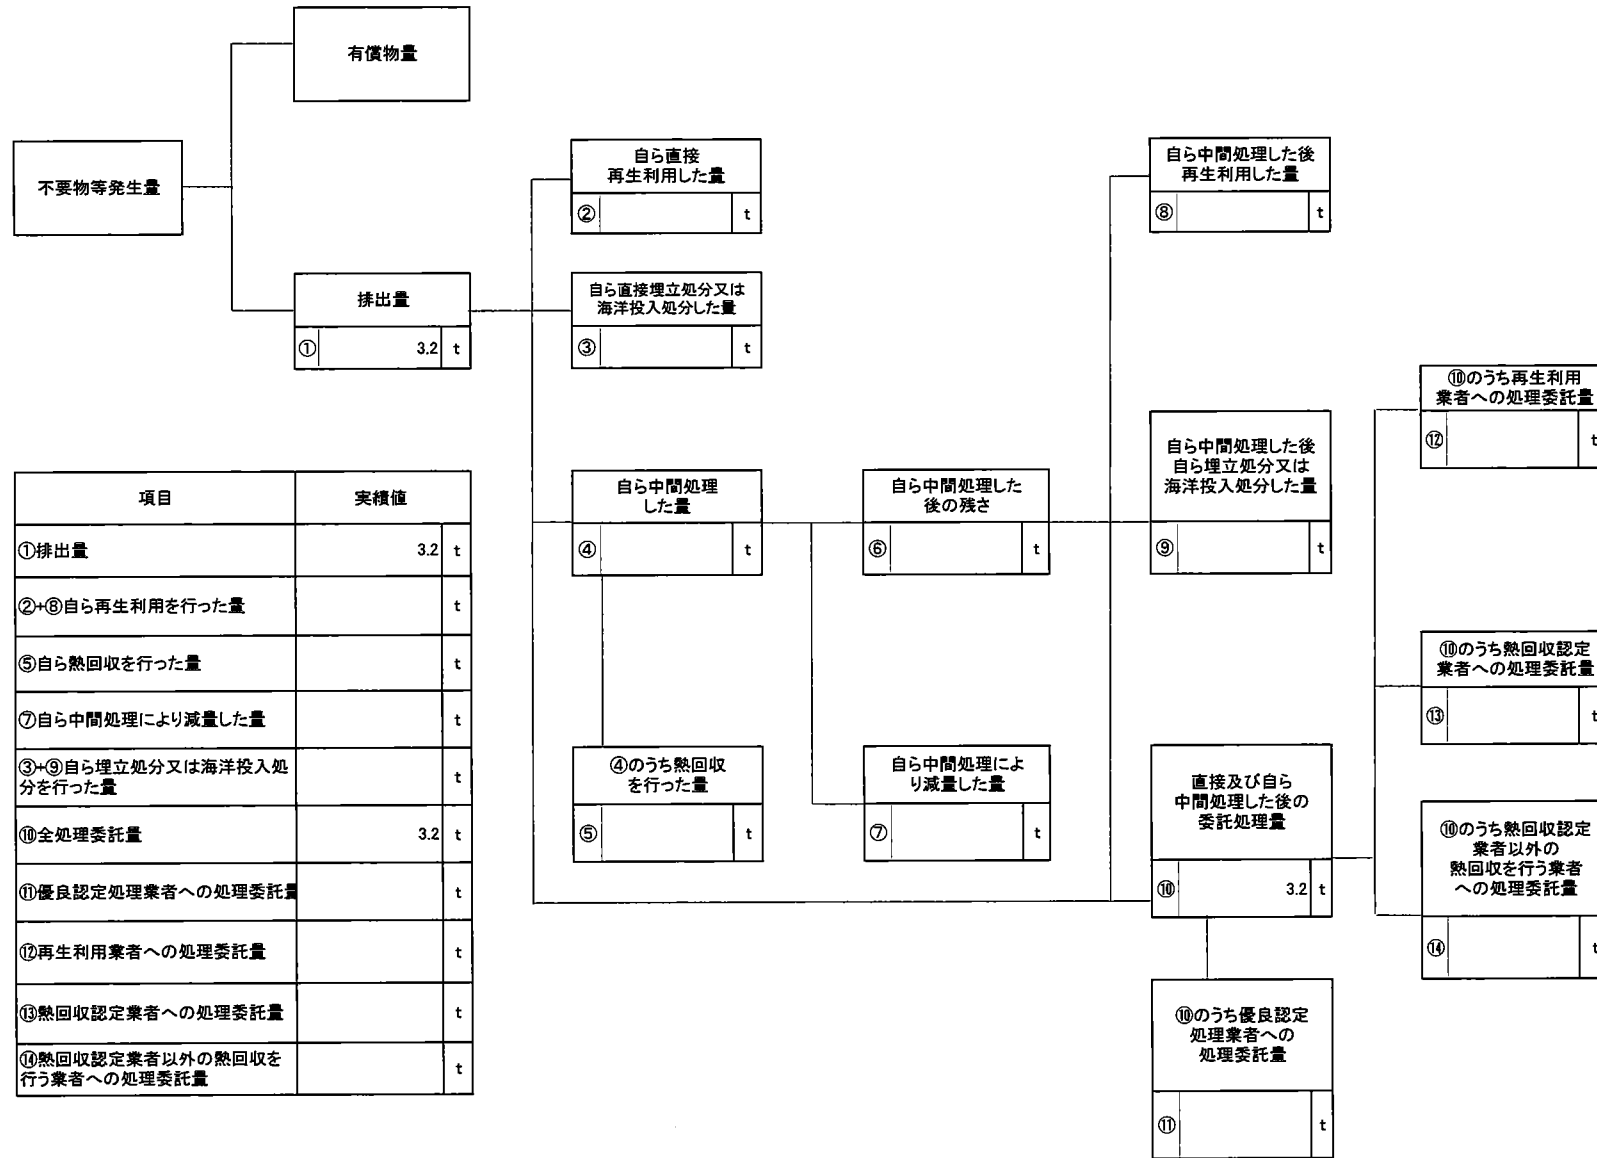 有償物量
不要物等発生量
自ら直接
再生利用した量
② t
自ら中間処理した後
再生利用した量
⑧ t
排出量
① 3.2 t
自ら直接埋立処分又は
海洋投入処分した量
③ t
⑩のうち再生利用
業者への処理委託量
⑫ t
自ら中間処理
した量
④ t
自ら中間処理した
後の残さ
⑥ t
自ら中間処理した後
自ら埋立処分又は
海洋投入処分した量
⑨ t
⑩のうち熱回収認定
業者への処理委託量
⑬ t
④のうち熱回収
を行った量
⑤ t
自ら中間処理によ
り減量した量
⑦ t
直接及び自ら
中間処理した後の
委託処理量
⑩ 3.2 t
⑩のうち熱回収認定
業者以外の
熱回収を行う業者
への処理委託量
⑭ t
⑩のうち優良認定
処理業者への
処理委託量
⑪ t
項目 実績値
①排出量 3.2 t
②+⑧自ら再生利用を行った量 t
⑤自ら熱回収を行った量 t
⑦自ら中間処理により減量した量 t
③+⑨自ら埋立処分又は海洋投入処
分を行った量 t
⑩全処理委託量 3.2 t
⑪優良認定処理業者への処理委託量 t
⑫再生利用業者への処理委託量 t
⑬熱回収認定業者への処理委託量 t
⑭熱回収認定業者以外の熱回収を
行う業者への処理委託量 t